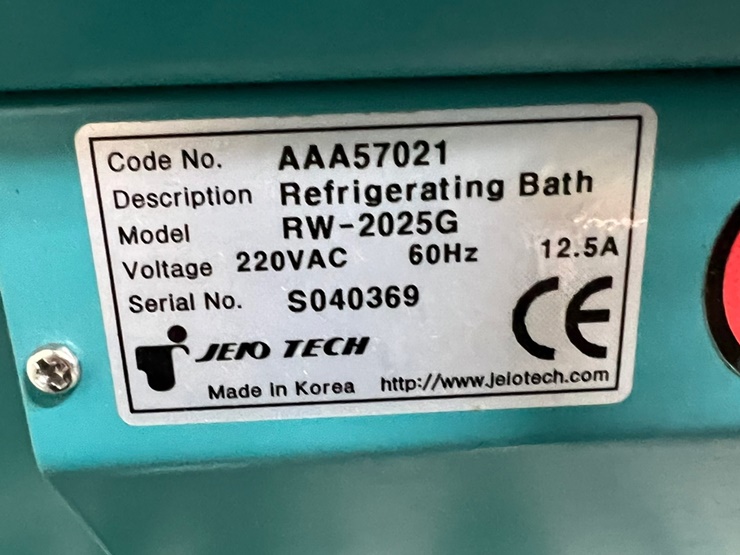 Code No. AAA57021
Description Refrigerating Bath
Model RW-2025G
Voltage 220VAC 60Hz 12.5A
Serial No. S040369
CE
JEIO TECH
Made in Korea http://www.jeiotech.com